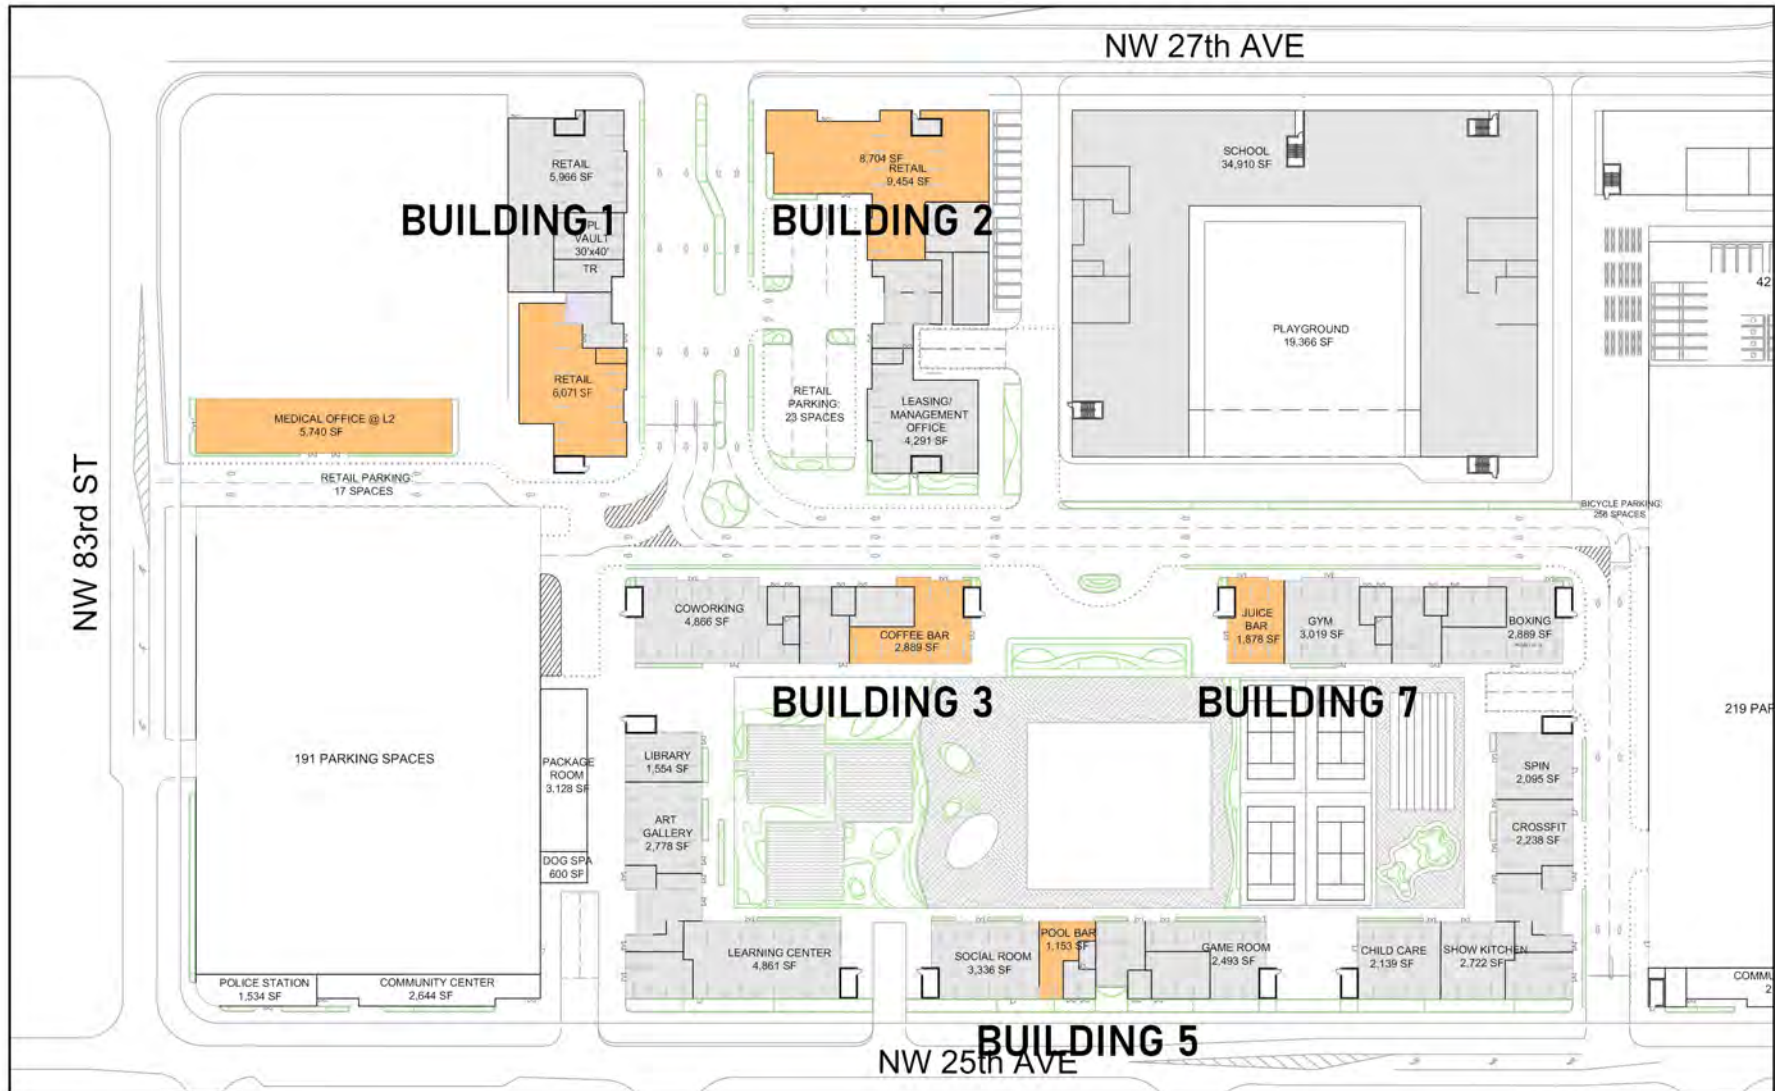 NW 27th AVE
RETAIL
5,966 SF
BUILDING 1
FPL
VAULT
30'x40'
TR
8,704 SF
RETAIL
9,454 SF
BUILDING 2
SCHOOL
34,910 SF
PLAYGROUND
19,366 SF
42
RETAIL
6,071 SF
MEDICAL OFFICE @ L2
5,740 SF
RETAIL
PARKING:
23 SPACES
LEASING/
MANAGEMENT
OFFICE
4,291 SF
RETAIL PARKING:
17 SPACES
BICYCLE PARKING:
256 SPACES
NW 83rd ST
COWORKING
4,866 SF
COFFEE BAR
2,889 SF
JUICE
BAR
1,878 SF
GYM
3,019 SF
BOXING
2,889 SF
BUILDING 3
BUILDING 7
219 PAR
191 PARKING SPACES
PACKAGE
ROOM
3,128 SF
LIBRARY
1,554 SF
SPIN
2,095 SF
ART
GALLERY
2,778 SF
CROSSFIT
2,238 SF
DOG SPA
600 SF
LEARNING CENTER
4,861 SF
SOCIAL ROOM
3,336 SF
POOL BAR
1,153 SF
GAME ROOM
2,493 SF
CHILD CARE
2,139 SF
SHOW KITCHEN
2,722 SF
POLICE STATION
1,534 SF
COMMUNITY CENTER
2,644 SF
COMMU
2
BUILDING 5
NW 25th AVE